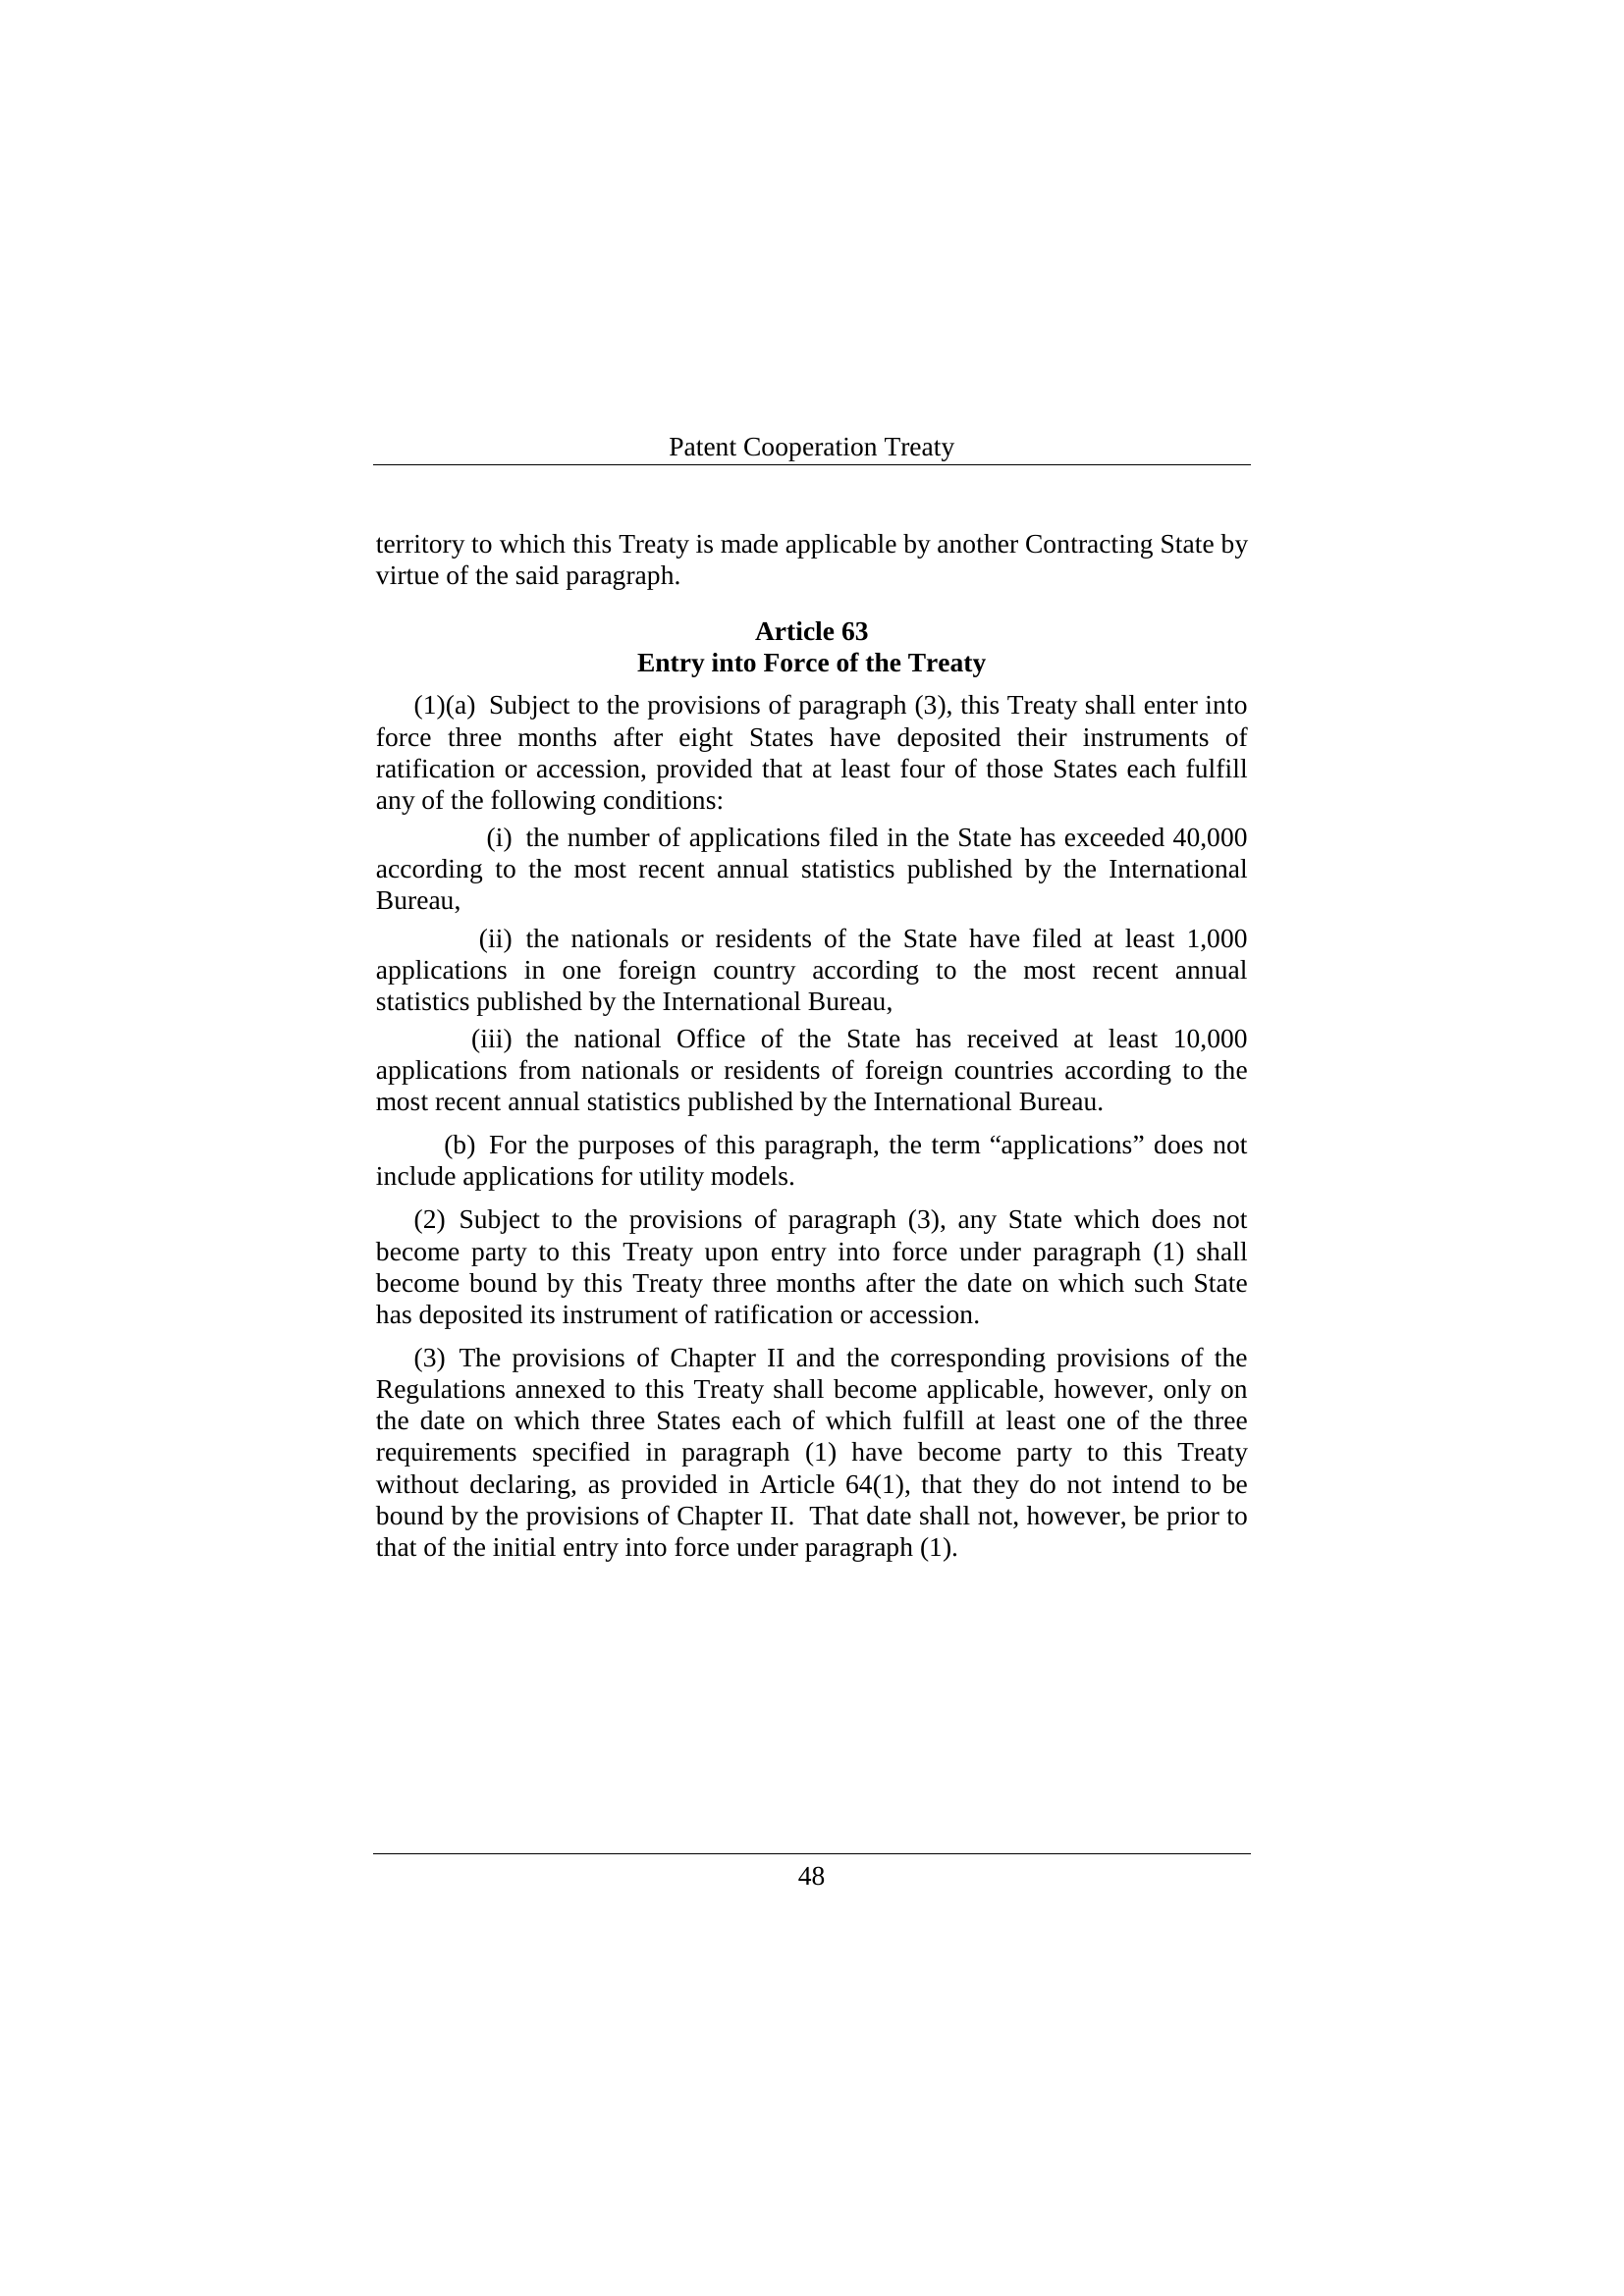 Patent Cooperation Treaty
territory to which this Treaty is made applicable by another Contracting State by
virtue of the said paragraph.
Article 63
Entry into Force of the Treaty
(1)(a) Subject to the provisions of paragraph (3), this Treaty shall enter into
force three months after eight States have deposited their instruments of
ratification or accession, provided that at least four of those States each fulfill
any of the following conditions:
(i) the number of applications filed in the State has exceeded 40,000
according to the most recent annual statistics published by the International
Bureau,
(ii) the nationals or residents of the State have filed at least 1,000
applications in one foreign country according to the most recent annual
statistics published by the International Bureau,
(iii) the national Office of the State has received at least 10,000
applications from nationals or residents of foreign countries according to the
most recent annual statistics published by the International Bureau.
(b) For the purposes of this paragraph, the term “applications” does not
include applications for utility models.
(2) Subject to the provisions of paragraph (3), any State which does not
become party to this Treaty upon entry into force under paragraph (1) shall
become bound by this Treaty three months after the date on which such State
has deposited its instrument of ratification or accession.
(3) The provisions of Chapter II and the corresponding provisions of the
Regulations annexed to this Treaty shall become applicable, however, only on
the date on which three States each of which fulfill at least one of the three
requirements specified in paragraph (1) have become party to this Treaty
without declaring, as provided in Article 64(1), that they do not intend to be
bound by the provisions of Chapter II. That date shall not, however, be prior to
that of the initial entry into force under paragraph (1).
48